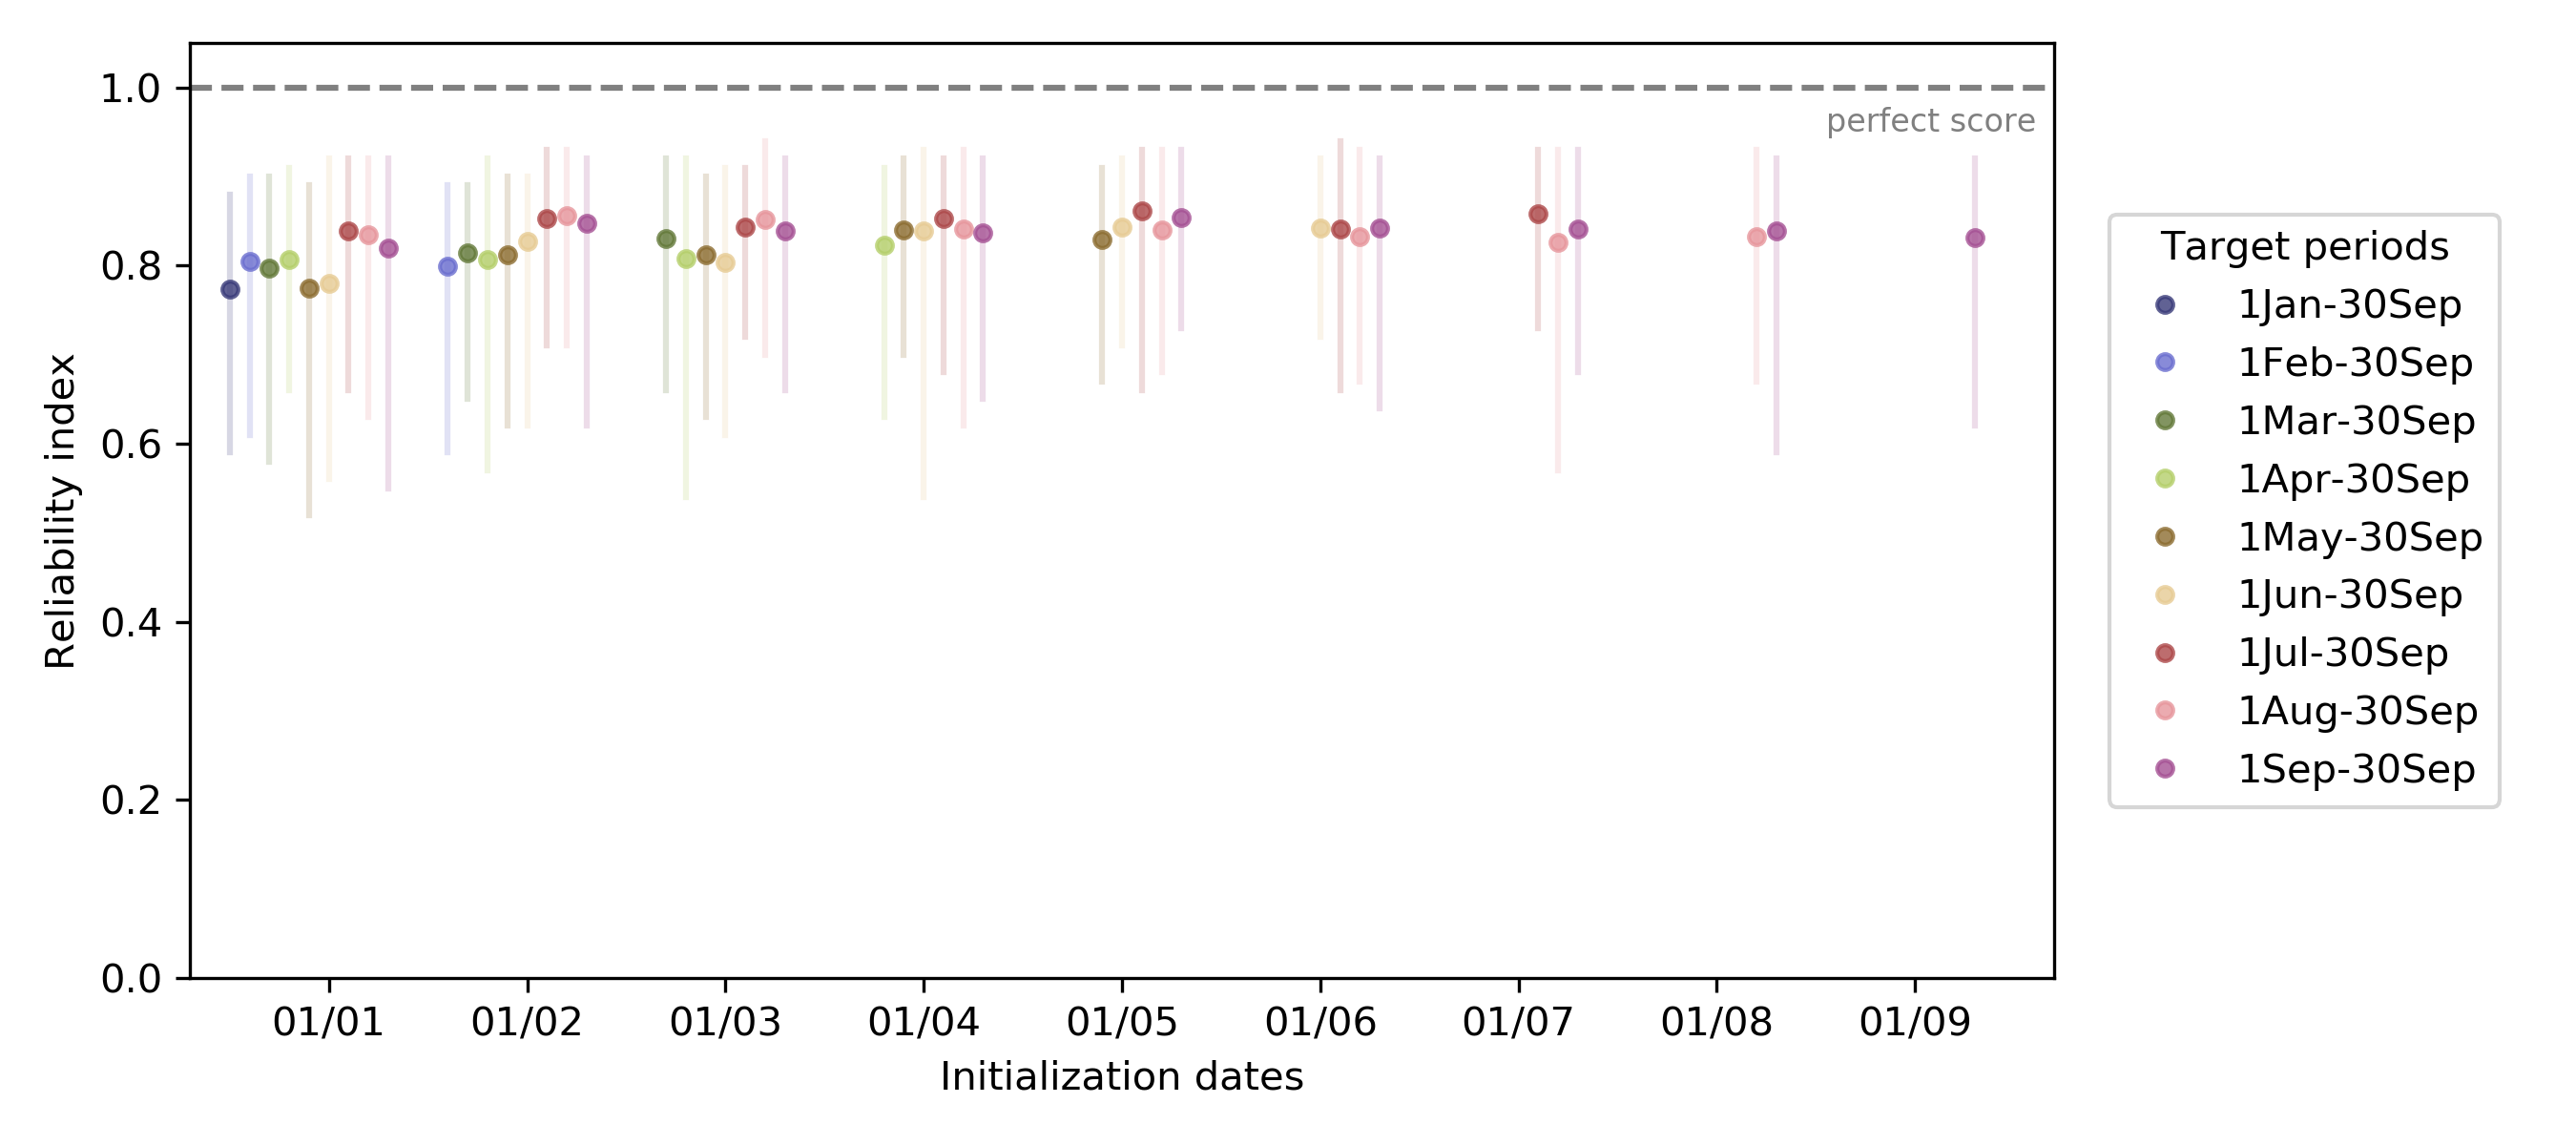 Reliability index
1.0
0.8
0.6
0.4
0.2
0.0
perfect score
01/01 01/02 01/03 01/04 01/05 01/06 01/07 01/08 01/09
Initialization dates
Target periods
1Jan-30Sep
1Feb-30Sep
1Mar-30Sep
1Apr-30Sep
1May-30Sep
1Jun-30Sep
1Jul-30Sep
1Aug-30Sep
1Sep-30Sep